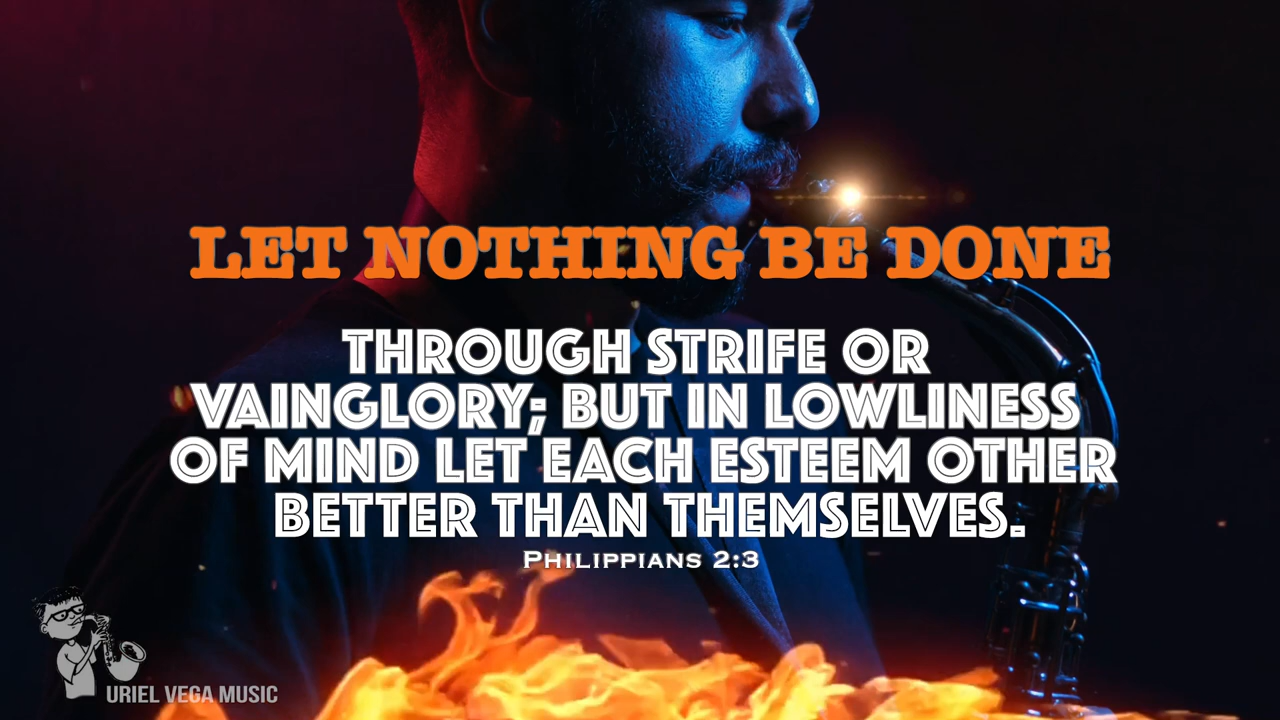 LET NOTHING BE DONE
THROUGH STRIFE OR
VAINGLORY; BUT IN LOWLINESS
OF MIND LET EACH ESTEEM OTHER
BETTER THAN THEMSELVES.
PHILIPPIANS 2:3
URIEL VEGA MUSIC